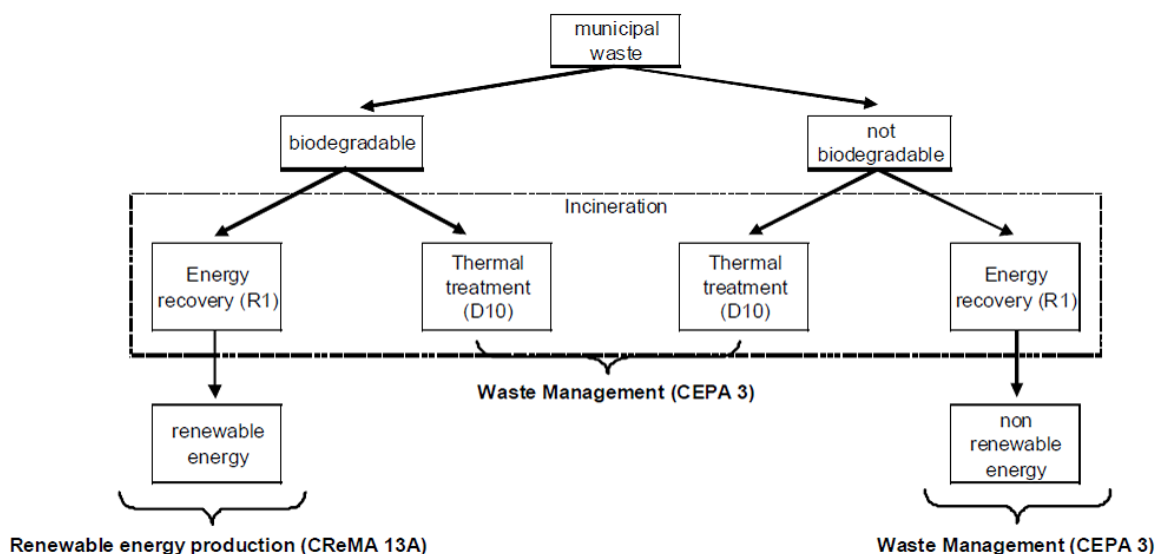 municipal
waste
biodegradable
not
biodegradable
Incineration
Energy
recovery (R1)
Thermal
treatment
(D10)
Thermal
treatment
(D10)
Energy
recovery (R1)
Waste Management (CEPA 3)
renewable
energy
non
renewable
energy
Renewable energy production (CReMA 13A)
Waste Management (CEPA 3)